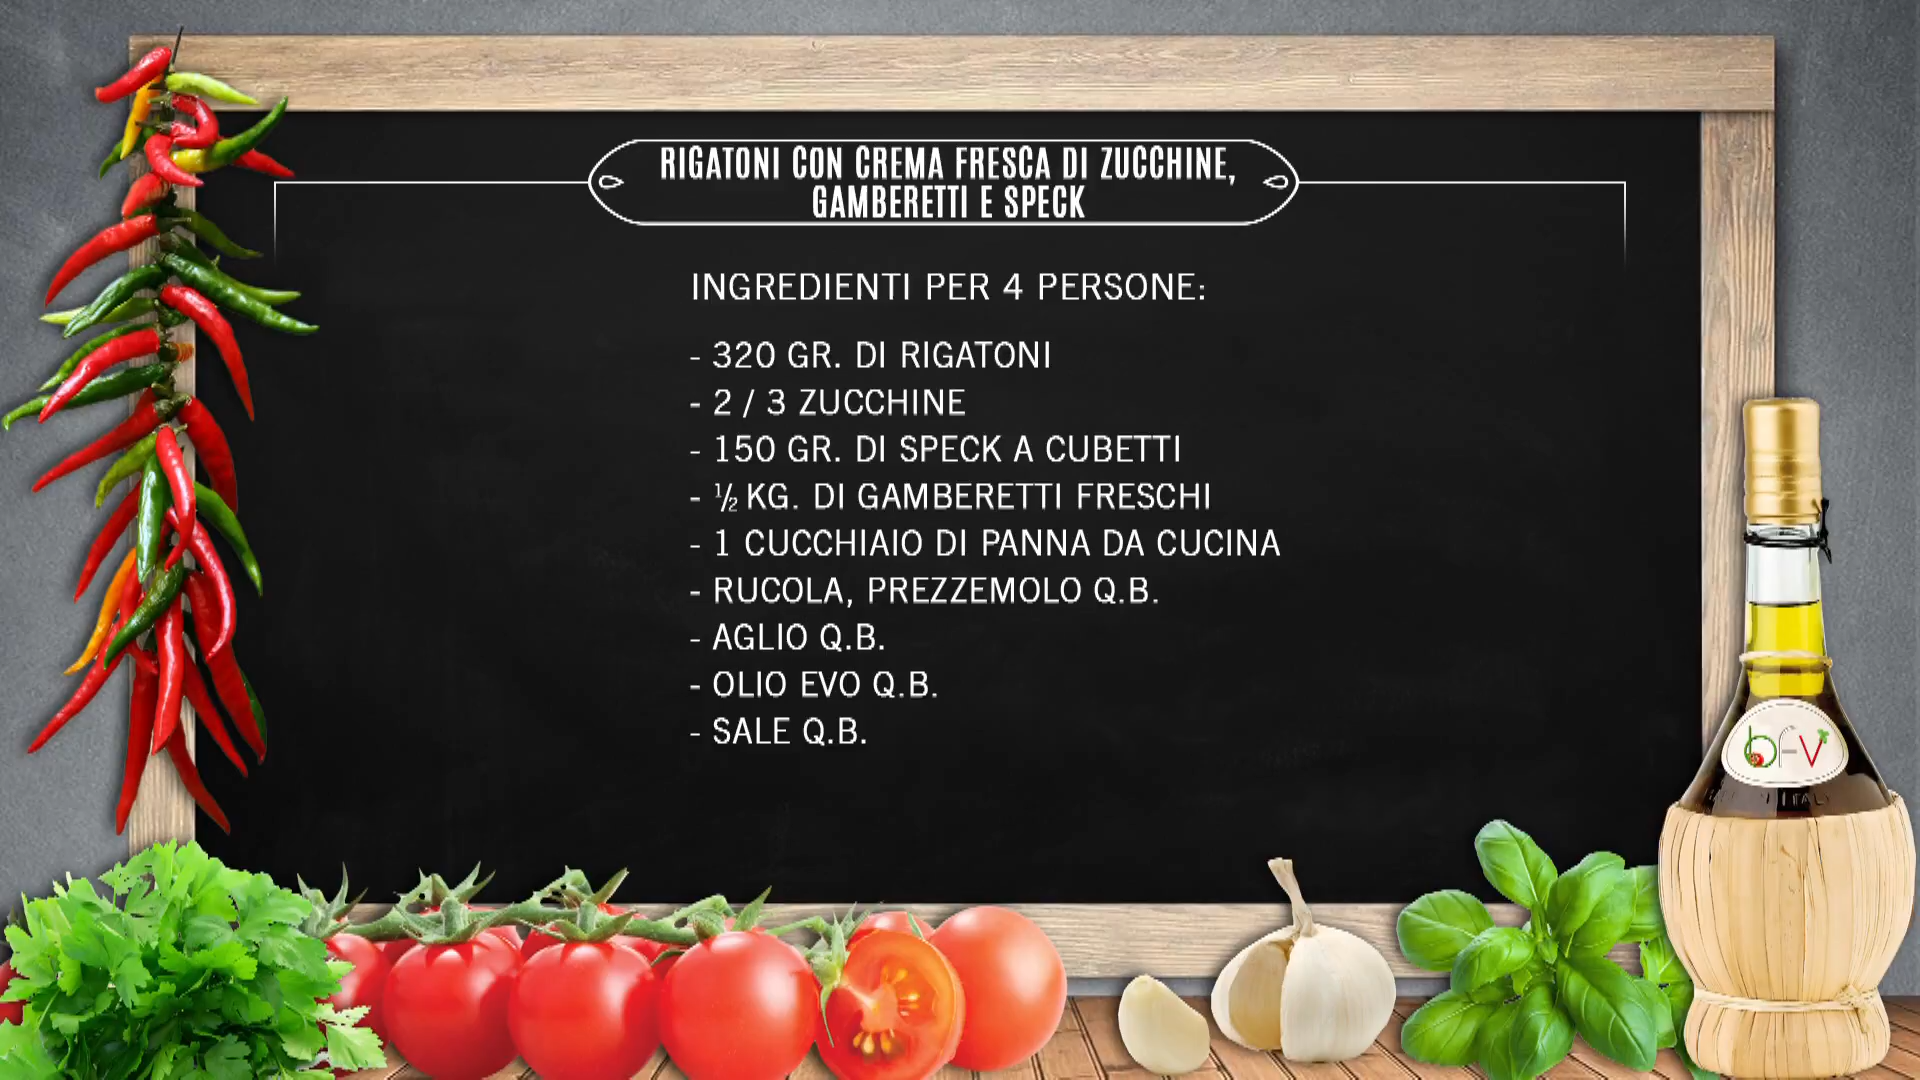 RIGATONI CON CREMA FRESCA DI ZUCCHINE,
GAMBERETTI E SPECK
INGREDIENTI PER 4 PERSONE:
- 320 GR. DI RIGATONI
- 2 / 3 ZUCCHINE
- 150 GR. DI SPECK A CUBETTI
- ½ KG. DI GAMBERETTI FRESCHI
- 1 CUCCHIAIO DI PANNA DA CUCINA
- RUCOLA, PREZZEMOLO Q.B.
- AGLIO Q.B.
- OLIO EVO Q.B.
- SALE Q.B.
bfv